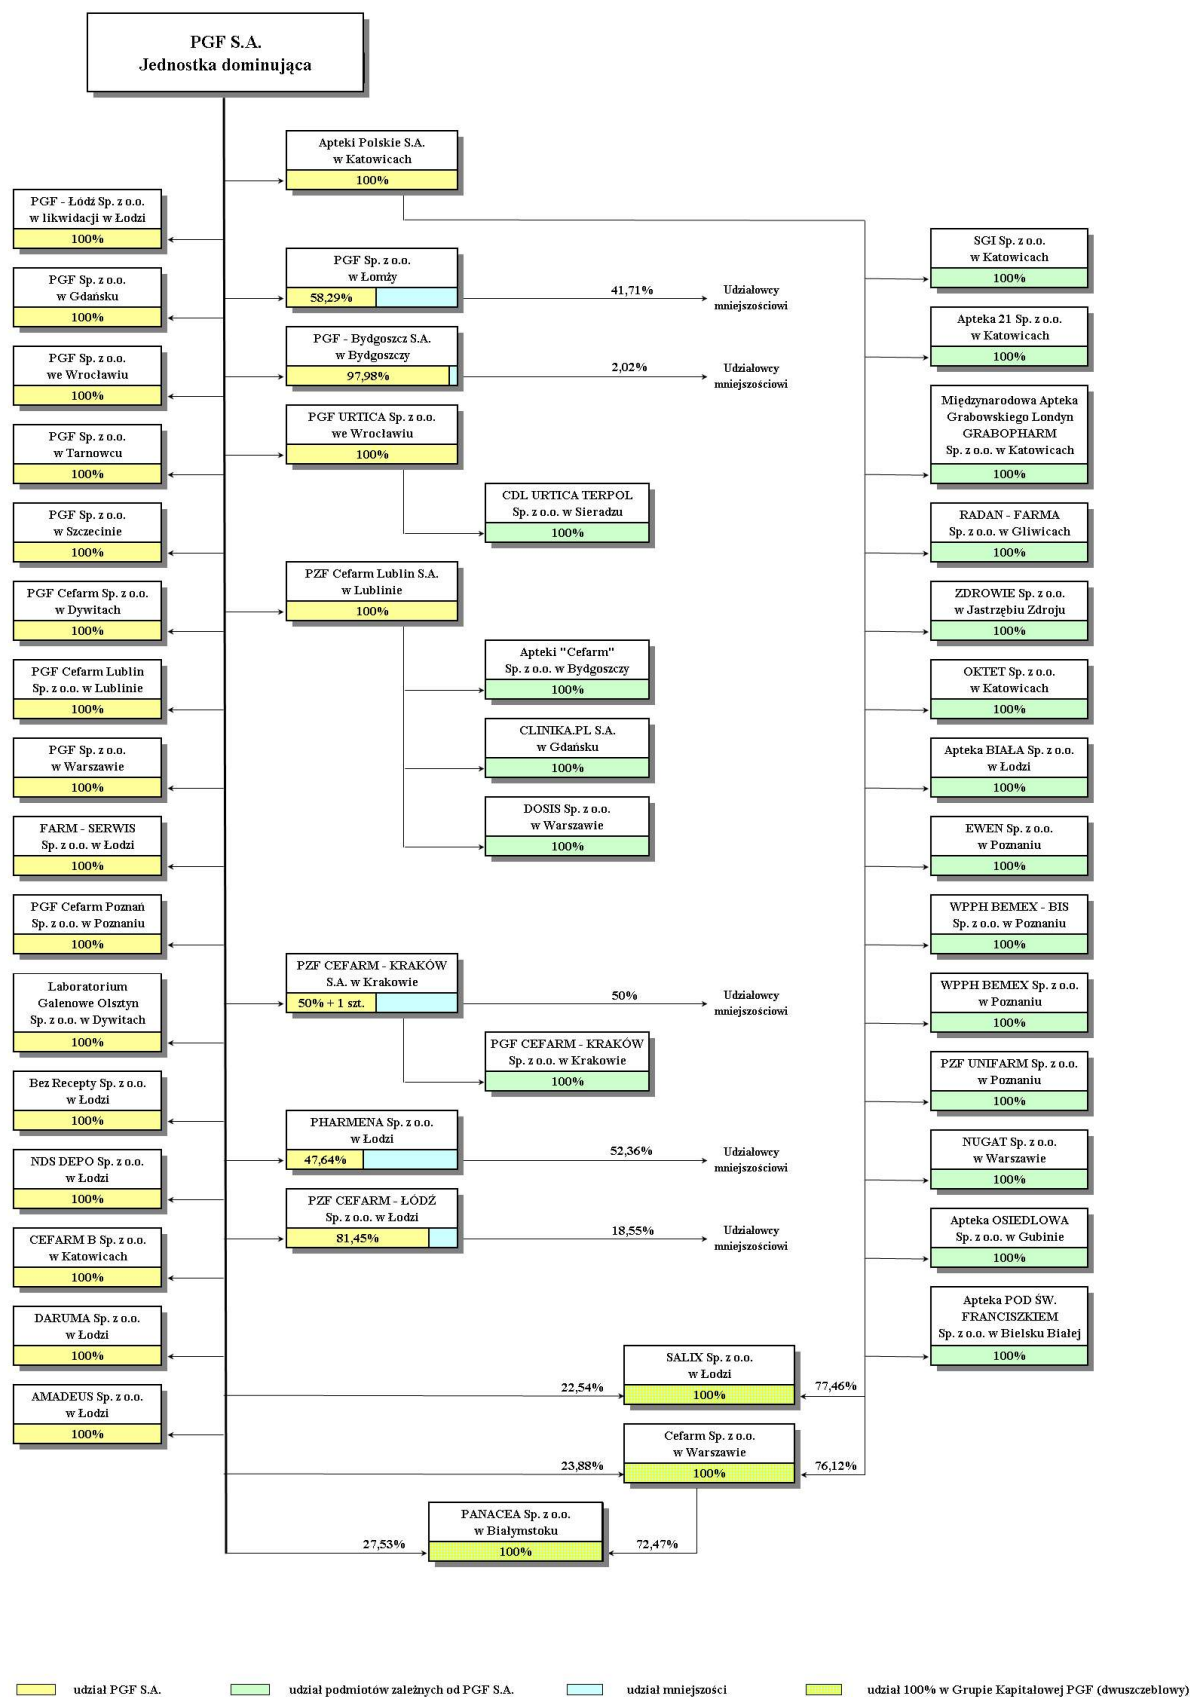 PGF S.A.
Jednostka dominująca
Apteki Polskie S.A.
w Katowicach
100%
PGF - Łódź Sp. z o.o.
w likwidacji w Łodzi
100%
PGF Sp. z o.o.
w Gdańsku
100%
PGF Sp. z o.o.
we Wrocławiu
100%
PGF Sp. z o.o.
w Tarnowcu
100%
PGF Sp. z o.o.
w Szczecinie
100%
PGF Cefarm Sp. z o.o.
w Dywitach
100%
PGF Cefarm Lublin
Sp. z o.o. w Lublinie
100%
PGF Sp. z o.o.
w Warszawie
100%
FARM - SERWIS
Sp. z o.o. w Łodzi
100%
PGF Cefarm Poznań
Sp. z o.o. w Poznaniu
100%
Laboratorium
Galenowe Olsztyn
Sp. z o.o. w Dywitach
100%
Bez Recepty Sp. z o.o.
w Łodzi
100%
NDS DEPO Sp. z o.o.
w Łodzi
100%
CEFARM B Sp. z o.o.
w Katowicach
100%
DARUMA Sp. z o.o.
w Łodzi
100%
AMADEUS Sp. z o.o.
w Łodzi
100%
PGF Sp. z o.o.
w Łomży
58,29%
41,71%
Udziałowcy
mniejszościowi
PGF - Bydgoszcz S.A.
w Bydgoszczy
97,98%
2,02%
Udziałowcy
mniejszościowi
PGF URTICA Sp. z o.o.
we Wrocławiu
100%
CDL URTICA TERPOL
Sp. z o.o. w Sieradzu
100%
PZF Cefarm Lublin S.A.
w Lublinie
100%
Apteki "Cefarm"
Sp. z o.o. w Bydgoszczy
100%
CLINIKA.PL S.A.
w Gdańsku
100%
DOSIS Sp. z o.o.
w Warszawie
100%
PZF CEFARM - KRAKÓW
S.A. w Krakowie
50% + 1 szt.
50%
Udziałowcy
mniejszościowi
PGF CEFARM - KRAKÓW
Sp. z o.o. w Krakowie
100%
PHARMENA Sp. z o.o.
w Łodzi
47,64%
52,36%
Udziałowcy
mniejszościowi
PZF CEFARM - ŁÓDŹ
Sp. z o.o. w Łodzi
81,45%
18,55%
Udziałowcy
mniejszościowi
SGI Sp. z o.o.
w Katowicach
100%
Apteka 21 Sp. z o.o.
w Katowicach
100%
Międzynarodowa Apteka
Grabowskiego Londyn
GRABOPHARM
Sp. z o.o. w Katowicach
100%
RADAN - FARMA
Sp. z o.o. w Gliwicach
100%
ZDROWIE Sp. z o.o.
w Jastrzębiu Zdroju
100%
OKTET Sp. z o.o.
w Katowicach
100%
Apteka BIAŁA Sp. z o.o.
w Łodzi
100%
EWEN Sp. z o.o.
w Poznaniu
100%
WPPH BEMEX - BIS
Sp. z o.o. w Poznaniu
100%
WPPH BEMEX Sp. z o.o.
w Poznaniu
100%
PZF UNIFARM Sp. z o.o.
w Poznaniu
100%
NUGAT Sp. z o.o.
w Warszawie
100%
Apteka OSIEDLOWA
Sp. z o.o. w Gubinie
100%
Apteka POD ŚW.
FRANCISZKIEM
Sp. z o.o. w Bielsku Białej
100%
SALIX Sp. z o.o.
w Łodzi
22,54%
100%
77,46%
Cefarm Sp. z o.o.
w Warszawie
23,88%
100%
76,12%
PANACEA Sp. z o.o.
w Białymstoku
27,53%
100%
72,47%
udział PGF S.A.
udział podmiotów zależnych od PGF S.A.
udział mniejszości
udział 100% w Grupie Kapitałowej PGF (dwuszczeblowy)